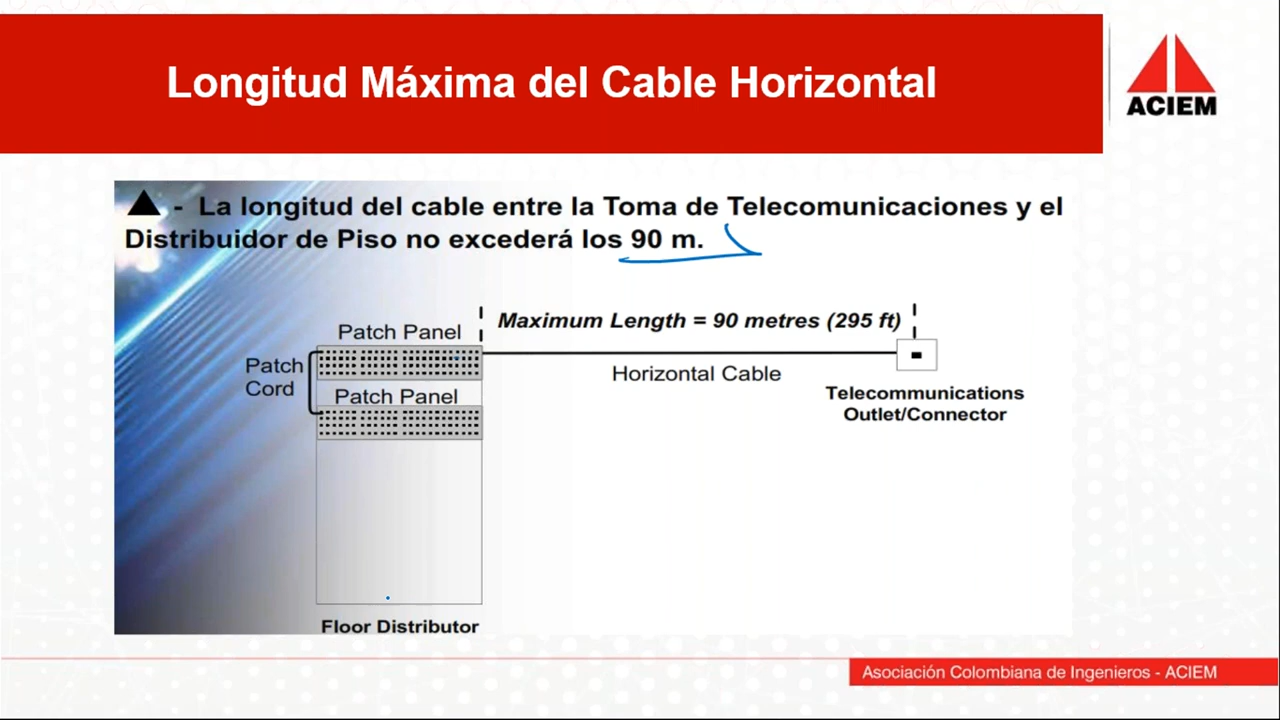 Longitud Máxima del Cable Horizontal
ACIEM
- La longitud del cable entre la Toma de Telecomunicaciones y el
Distribuidor de Piso no excederá los 90 m.
Maximum Length = 90 metres (295 ft)
Patch Panel
Patch
Cord
Horizontal Cable
Patch Panel
Telecommunications
Outlet/Connector
Floor Distributor
Asociación Colombiana de Ingenieros - ACIEM